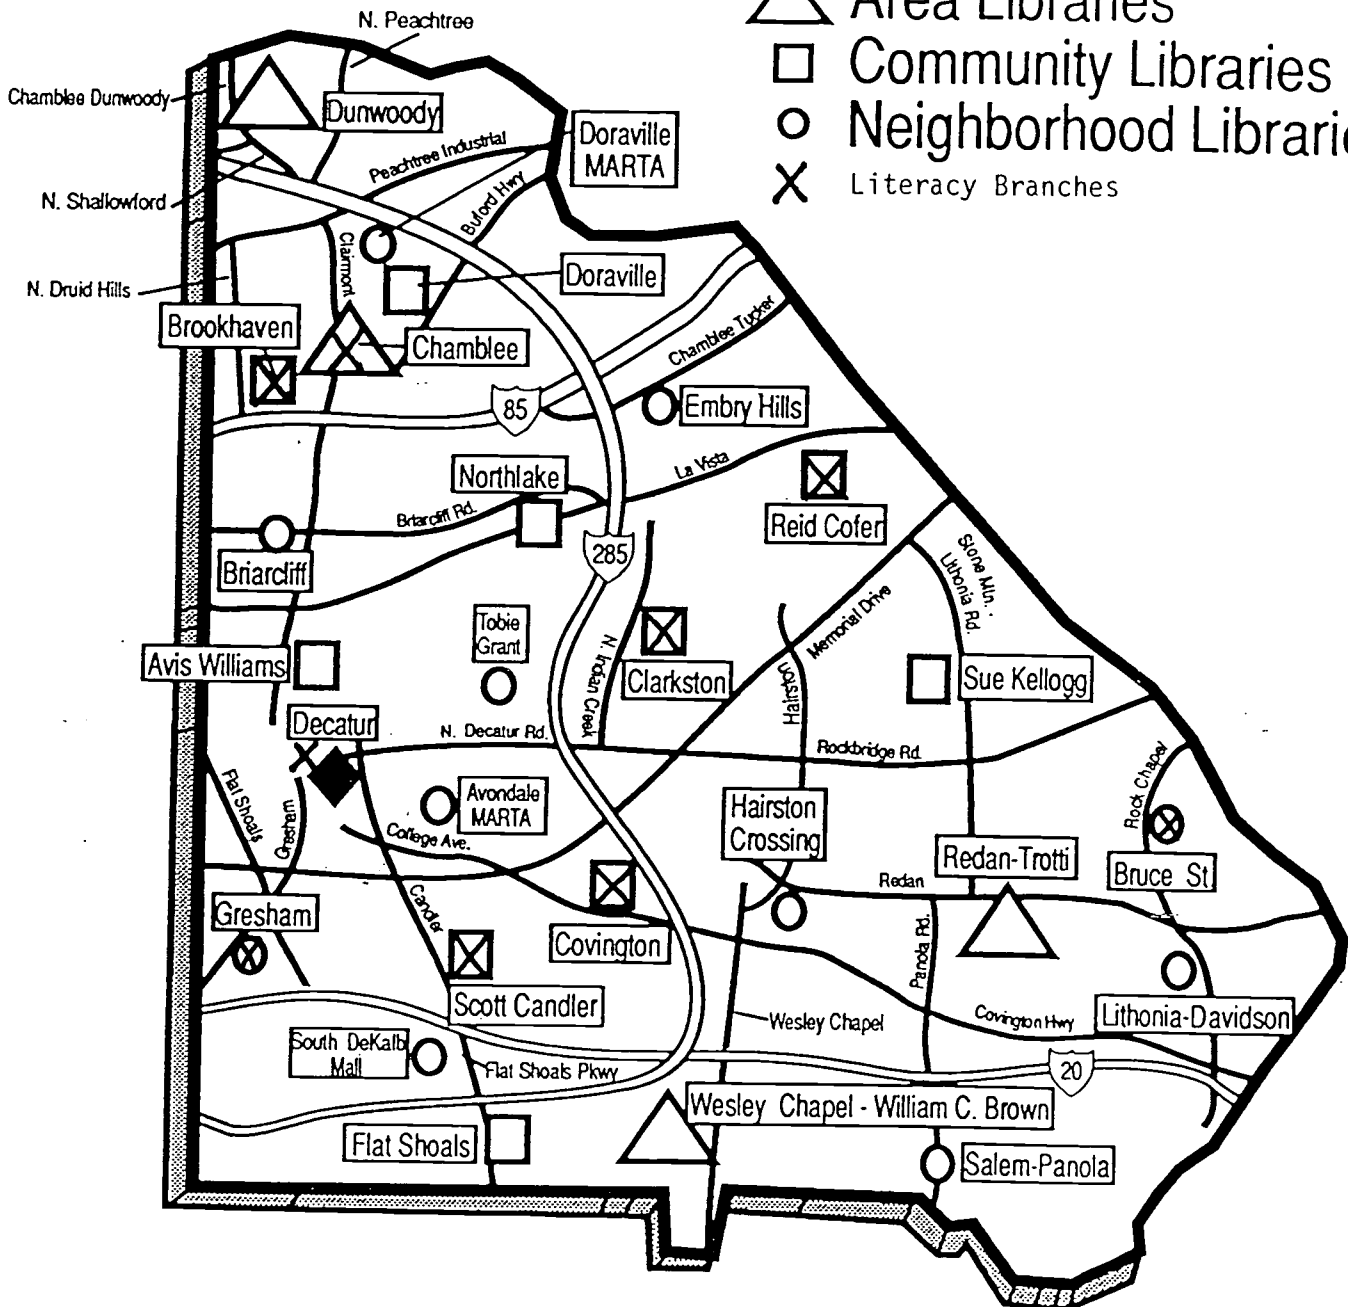 Area Libraries
Community Libraries
Neighborhood Librarie
Literacy Branches
N. Peachtree
Chamblee Dunwoody
Dunwoody
Doraville
MARTA
Peachtree Industrial
N. Shallowford
Buford Hwy
Clairmont
Doraville
N. Druid Hills
Brookhaven
Chamblee
Chamblee Tucker
85
Embry Hills
Northlake
La Vista
Briarcliff Rd.
Reid Cofer
Briarcliff
285
Stone Mtn. -
Lithonia Rd.
Tobie
Grant
N. Indian Creek
Memorial Drive
Avis Williams
Clarkston
Hairston
Sue Kellogg
Decatur
N. Decatur Rd.
Rockbridge Rd.
Rock Chapel
Flat Shoals
Gresham
Avondale
MARTA
College Ave.
Hairston
Crossing
Redan-Trotti
Bruce St
Redan
Gresham
Candler
Covington
Panola Rd.
Scott Candler
Wesley Chapel
Covington Hwy
Lithonia-Davidson
South DeKalb
Mall
Flat Shoals Pkwy
20
Wesley Chapel - William C. Brown
Flat Shoals
Salem-Panola